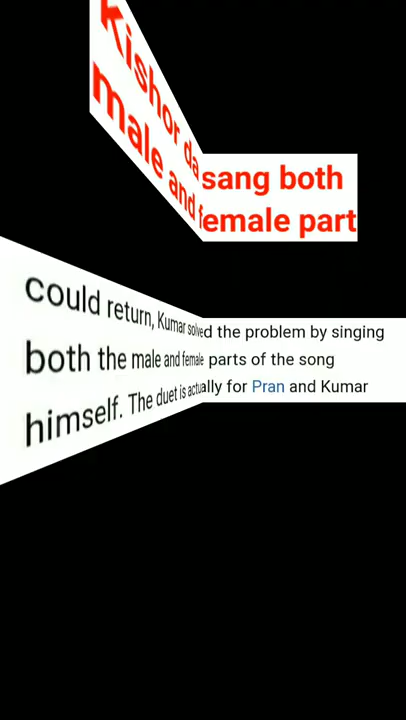 Kishor da sang both
male and female part
could return, Kumar solved the problem by singing
both the male and female parts of the song
himself. The duet is actually for Pran and Kumar